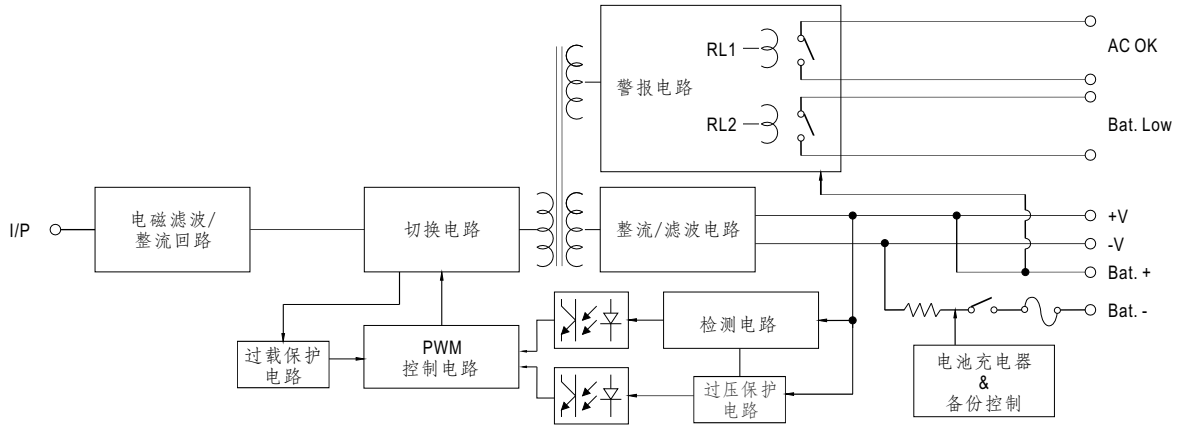 RL1
AC OK
警报电路
RL2
Bat. Low
I/P
电磁滤波/
整流回路
切换电路
整流/滤波电路
+V
-V
Bat. +
Bat. -
检测电路
过载保护
电路
PWM
控制电路
过压保护
电路
电池充电器
&
备份控制